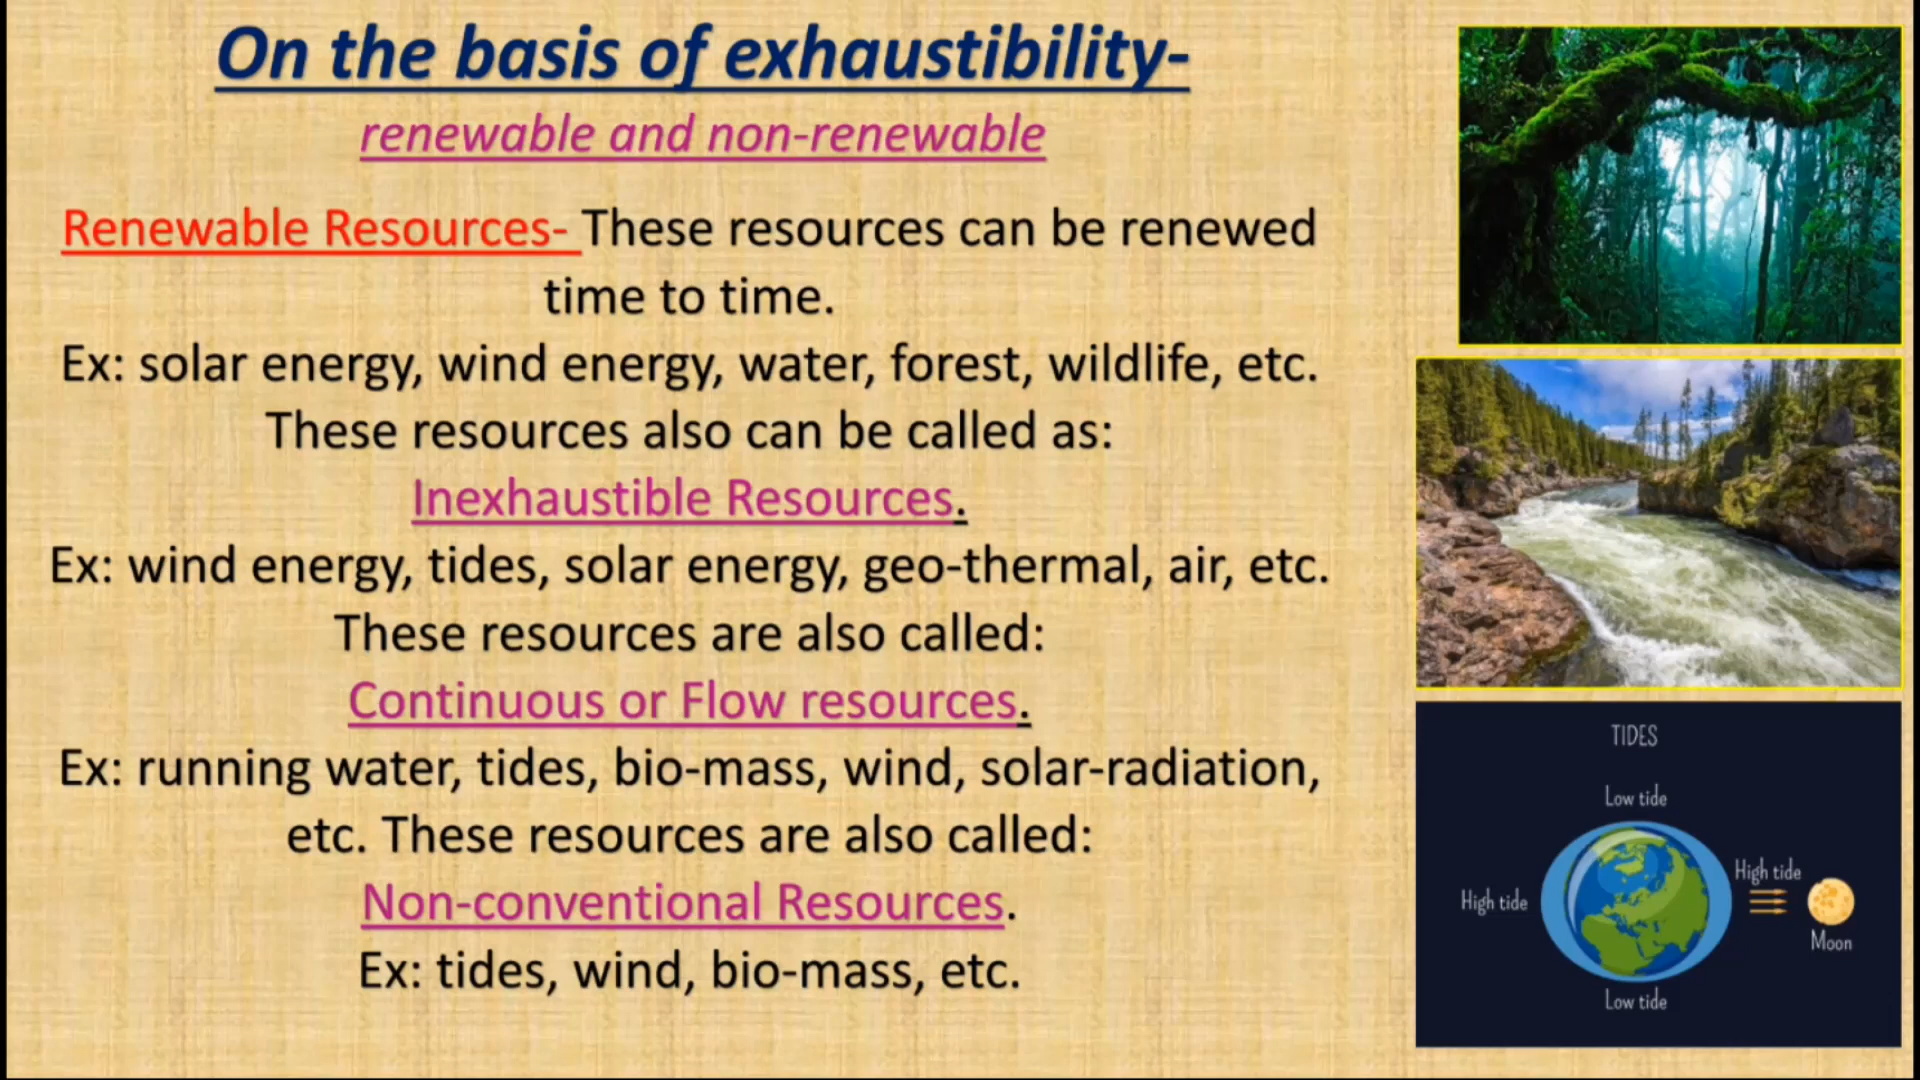 On the basis of exhaustibility-
renewable and non-renewable
Renewable Resources- These resources can be renewed
time to time.
Ex: solar energy, wind energy, water, forest, wildlife, etc.
These resources also can be called as:
Inexhaustible Resources.
Ex: wind energy, tides, solar energy, geo-thermal, air, etc.
These resources are also called:
Continuous or Flow resources.
Ex: running water, tides, bio-mass, wind, solar-radiation,
etc. These resources are also called:
Non-conventional Resources.
Ex: tides, wind, bio-mass, etc.
TIDES
Low tide
High tide
High tide
Moon
Low tide